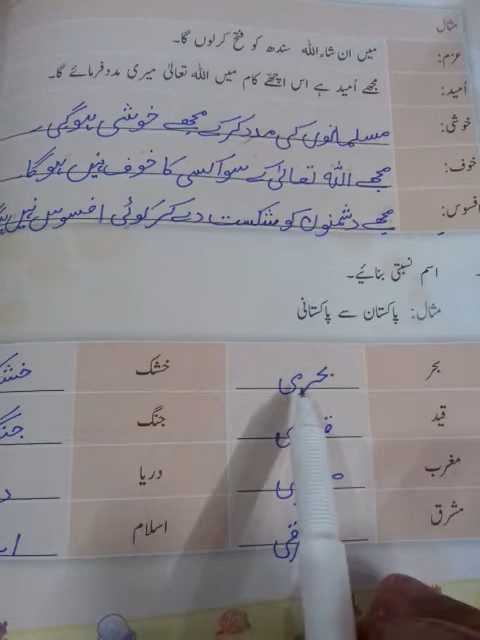 مثال
عزم: میں ان شاءاللہ سندھ کو فتح کرلوں گا۔
اُمید: مجھے اُمید ہے اس اچھّے کام میں اللہ تعالیٰ میری مدد فرمائے گا۔
خوشی: مسلمانوں کی مدد کرکے مجھے خوشی ہوگی۔
خوف: مجھے اللہ تعالیٰ کے سوا کسی کا خوف نہیں ہوگا۔
افسوس: مجھے دشمنوں کو شکست دے کر کوئی افسوس نہیں
اسم نسبتی بنائیے۔
مثال: پاکستان سے پاکستانی
بحر بحری خشک
قید جنگ
مغرب دریا
مشرق اسلام